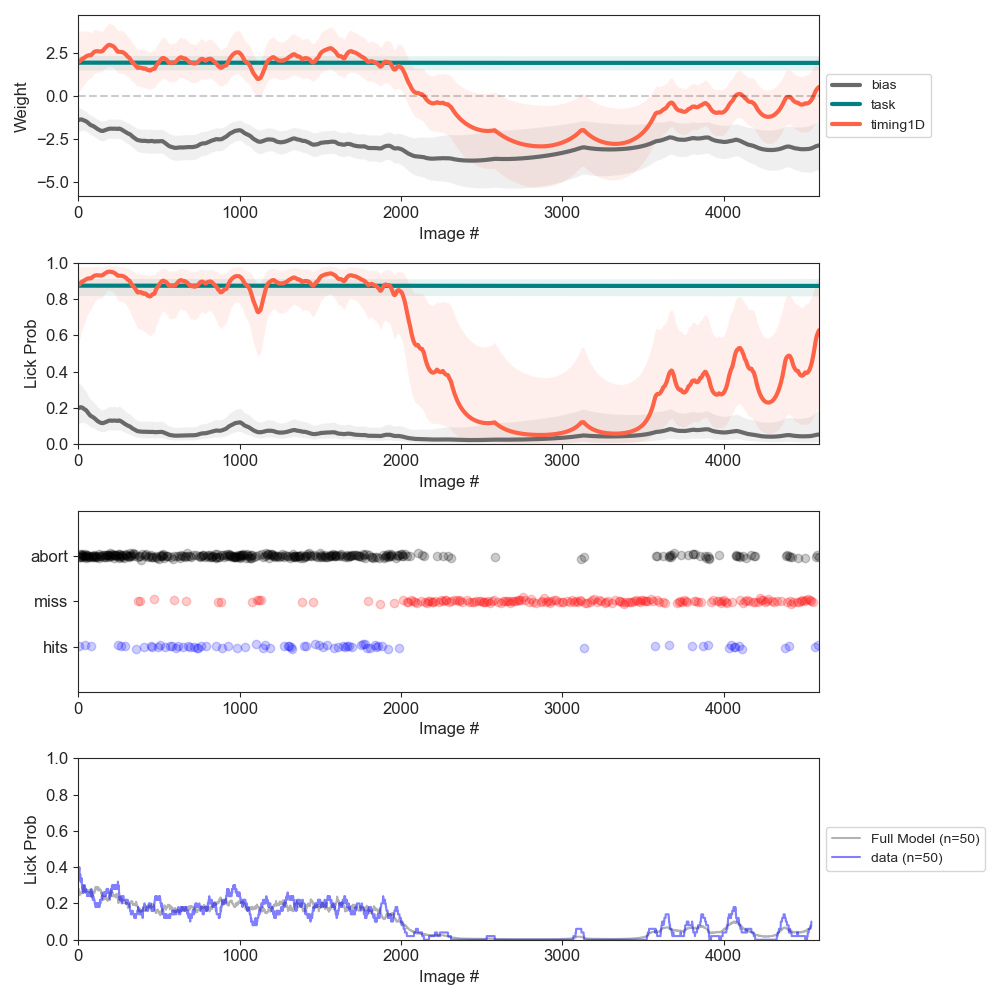 2.5
0.0
−2.5
−5.0
Weight
0 1000 2000 3000 4000
Image #
bias
task
timing1D
1.0
0.8
0.6
0.4
0.2
0.0
Lick Prob
0 1000 2000 3000 4000
Image #
abort
miss
hits
0 1000 2000 3000 4000
Image #
1.0
0.8
0.6
0.4
0.2
0.0
Lick Prob
0 1000 2000 3000 4000
Image #
Full Model (n=50)
data (n=50)